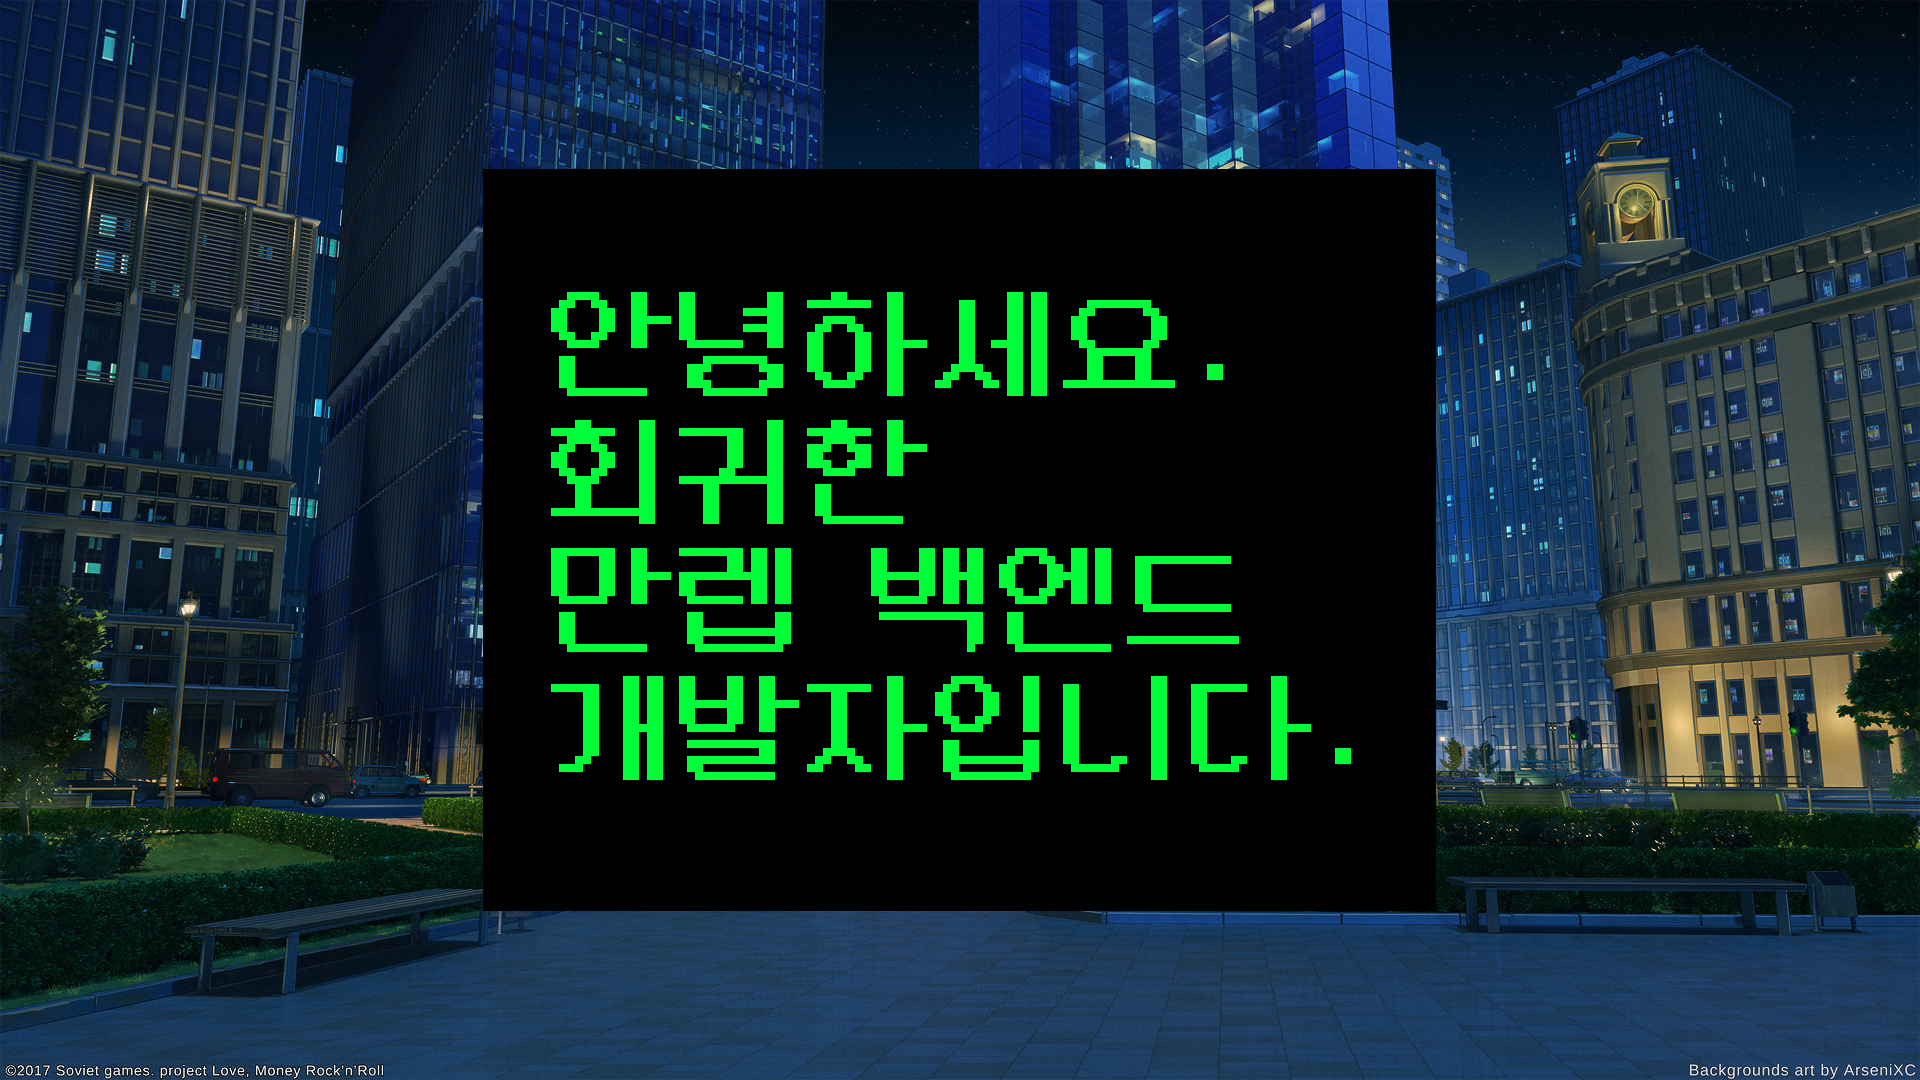 안녕하세요.
회귀한
만렙 백엔드
개발자입니다.
©2017 Soviet games. project Love, Money Rock'n'Roll
Backgrounds art by ArseniXC